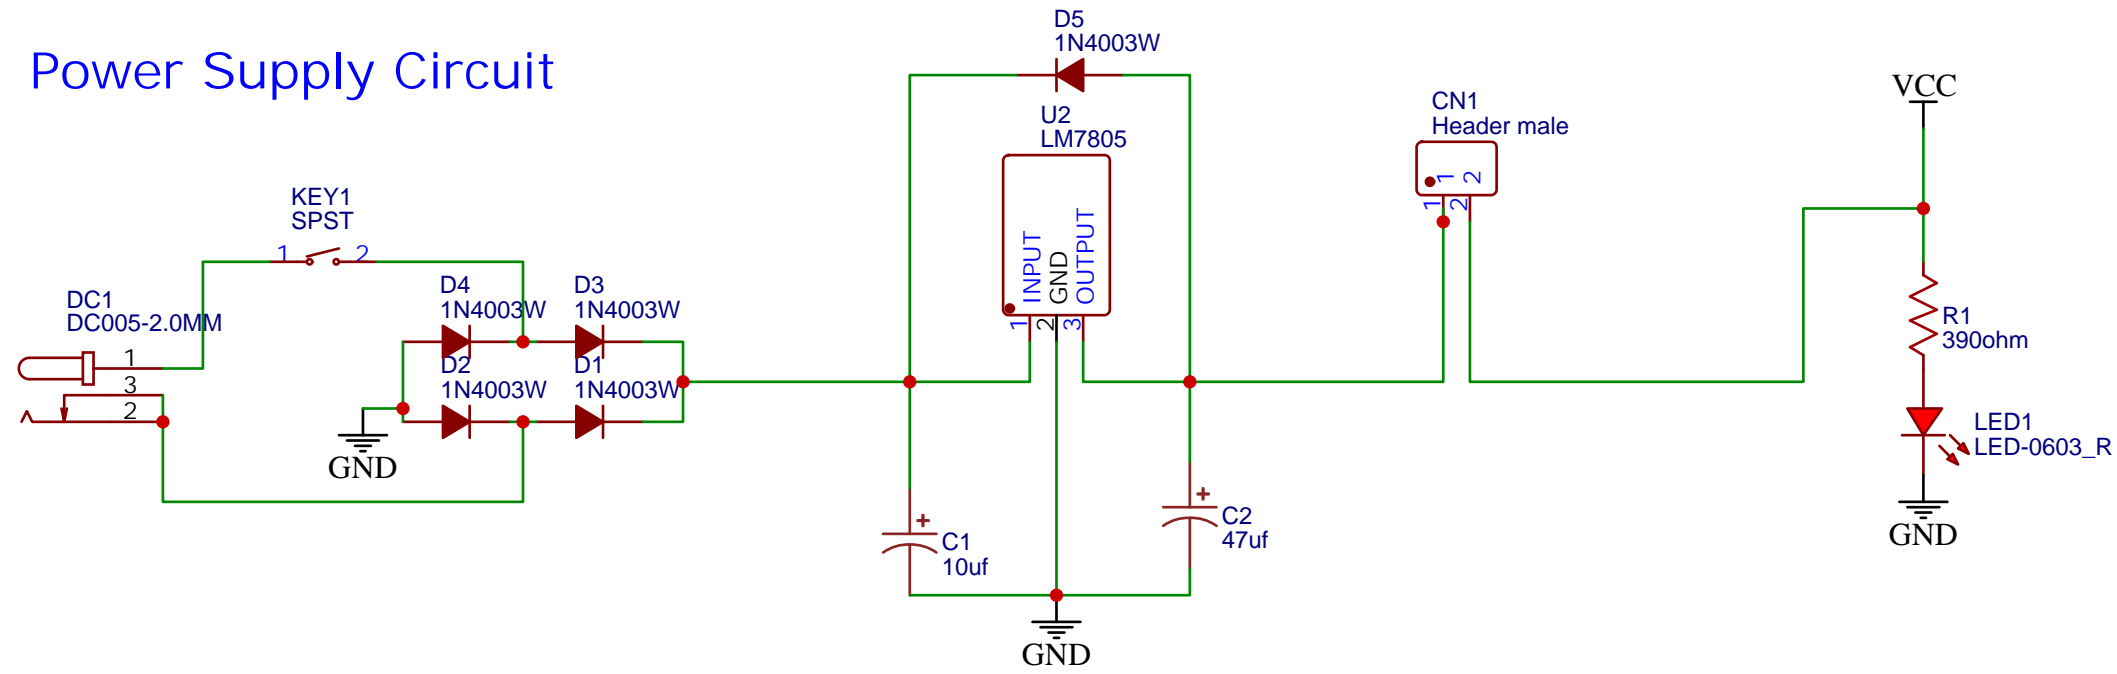 Power Supply Circuit
D5
1N4003W
U2
LM7805
INPUT
GND
OUTPUT
1
2
3
CN1
Header male
1
2
1
2
VCC
KEY1
SPST
1
2
DC1
DC005-2.0MM
1
3
2
D4
1N4003W
D3
1N4003W
D2
1N4003W
D1
1N4003W
GND
R1
390ohm
LED1
LED-0603_R
GND
+
C1
10uf
+
C2
47uf
GND